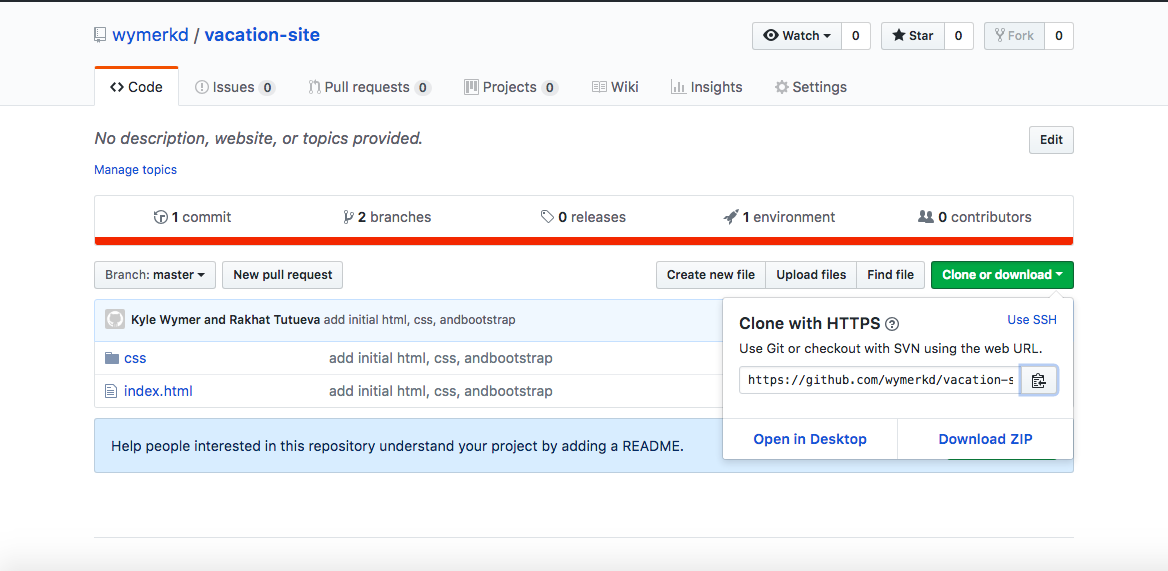 wymerkd / vacation-site
Watch 0 Star 0 Fork 0
Code Issues 0 Pull requests 0 Projects 0 Wiki Insights Settings
No description, website, or topics provided.
Edit
Manage topics
1 commit 2 branches 0 releases 1 environment 0 contributors
Branch: master New pull request Create new file Upload files Find file Clone or download
Kyle Wymer and Rakhat Tutueva add initial html, css, andbootstrap
css add initial html, css, andbootstrap
index.html add initial html, css, andbootstrap
Help people interested in this repository understand your project by adding a README.
Clone with HTTPS ? Use SSH
Use Git or checkout with SVN using the web URL.
https://github.com/wymerkd/vacation-s
Open in Desktop Download ZIP